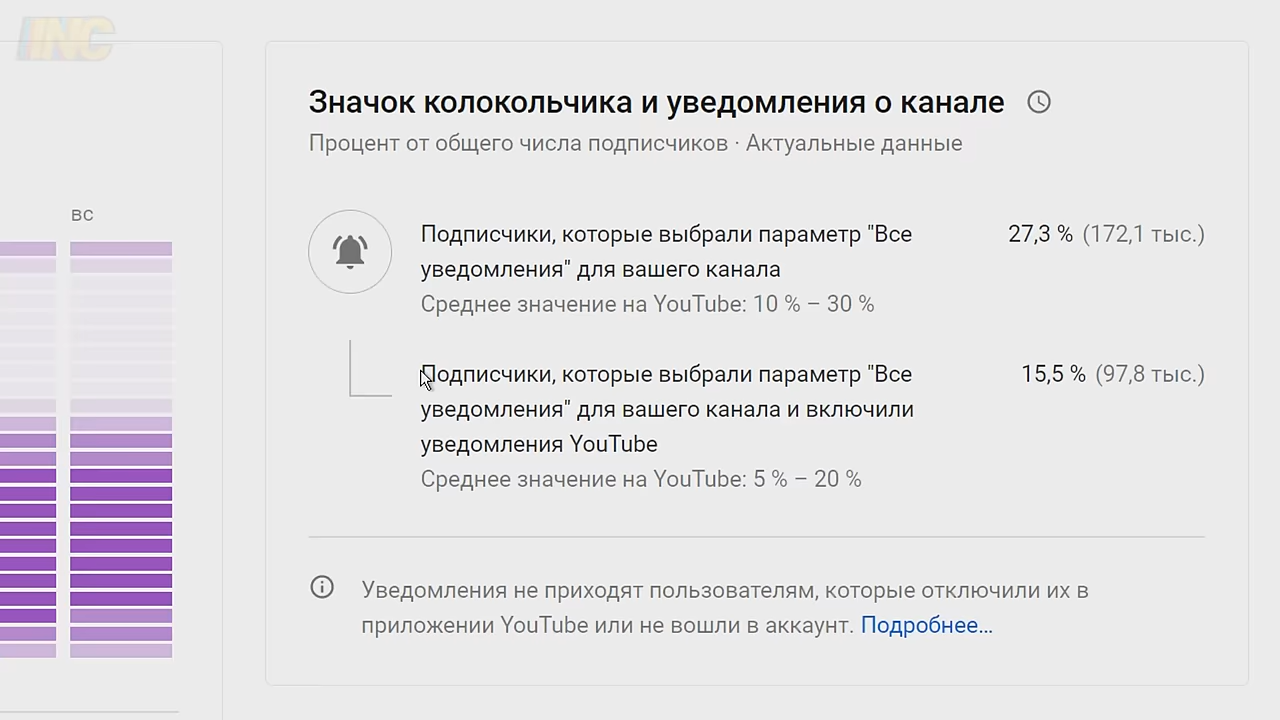 INC
Значок колокольчика и уведомления о канале
Процент от общего числа подписчиков · Актуальные данные
ВС
Подписчики, которые выбрали параметр "Все 27,3 % (172,1 тыс.)
уведомления" для вашего канала
Среднее значение на YouTube: 10 % – 30 %
Подписчики, которые выбрали параметр "Все 15,5 % (97,8 тыс.)
уведомления" для вашего канала и включили
уведомления YouTube
Среднее значение на YouTube: 5 % – 20 %
Уведомления не приходят пользователям, которые отключили их в
приложении YouTube или не вошли в аккаунт. Подробнее…